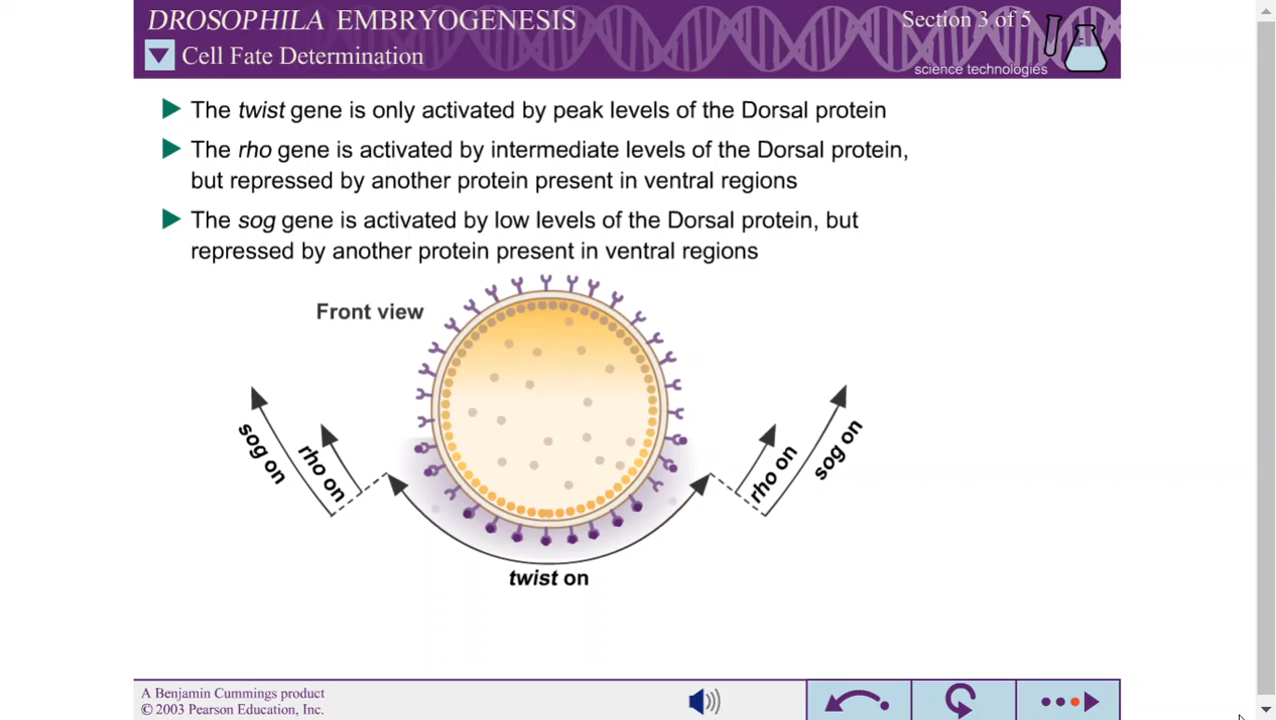 DROSOPHILA EMBRYOGENESIS
Section 3 of 5
Cell Fate Determination
science technologies
The twist gene is only activated by peak levels of the Dorsal protein
The rho gene is activated by intermediate levels of the Dorsal protein,
but repressed by another protein present in ventral regions
The sog gene is activated by low levels of the Dorsal protein, but
repressed by another protein present in ventral regions
Front view
sog on
rho on
rho on
sog on
twist on
A Benjamin Cummings product
© 2003 Pearson Education, Inc.